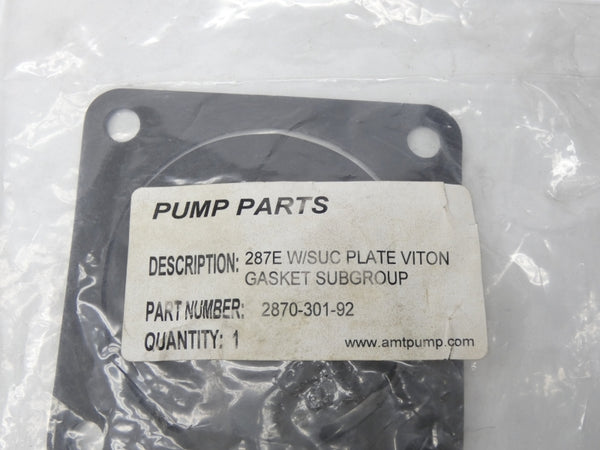 PUMP PARTS
DESCRIPTION: 287E W/SUC PLATE VITON
GASKET SUBGROUP
PART NUMBER: 2870-301-92
QUANTITY: 1 www.amtpump.com